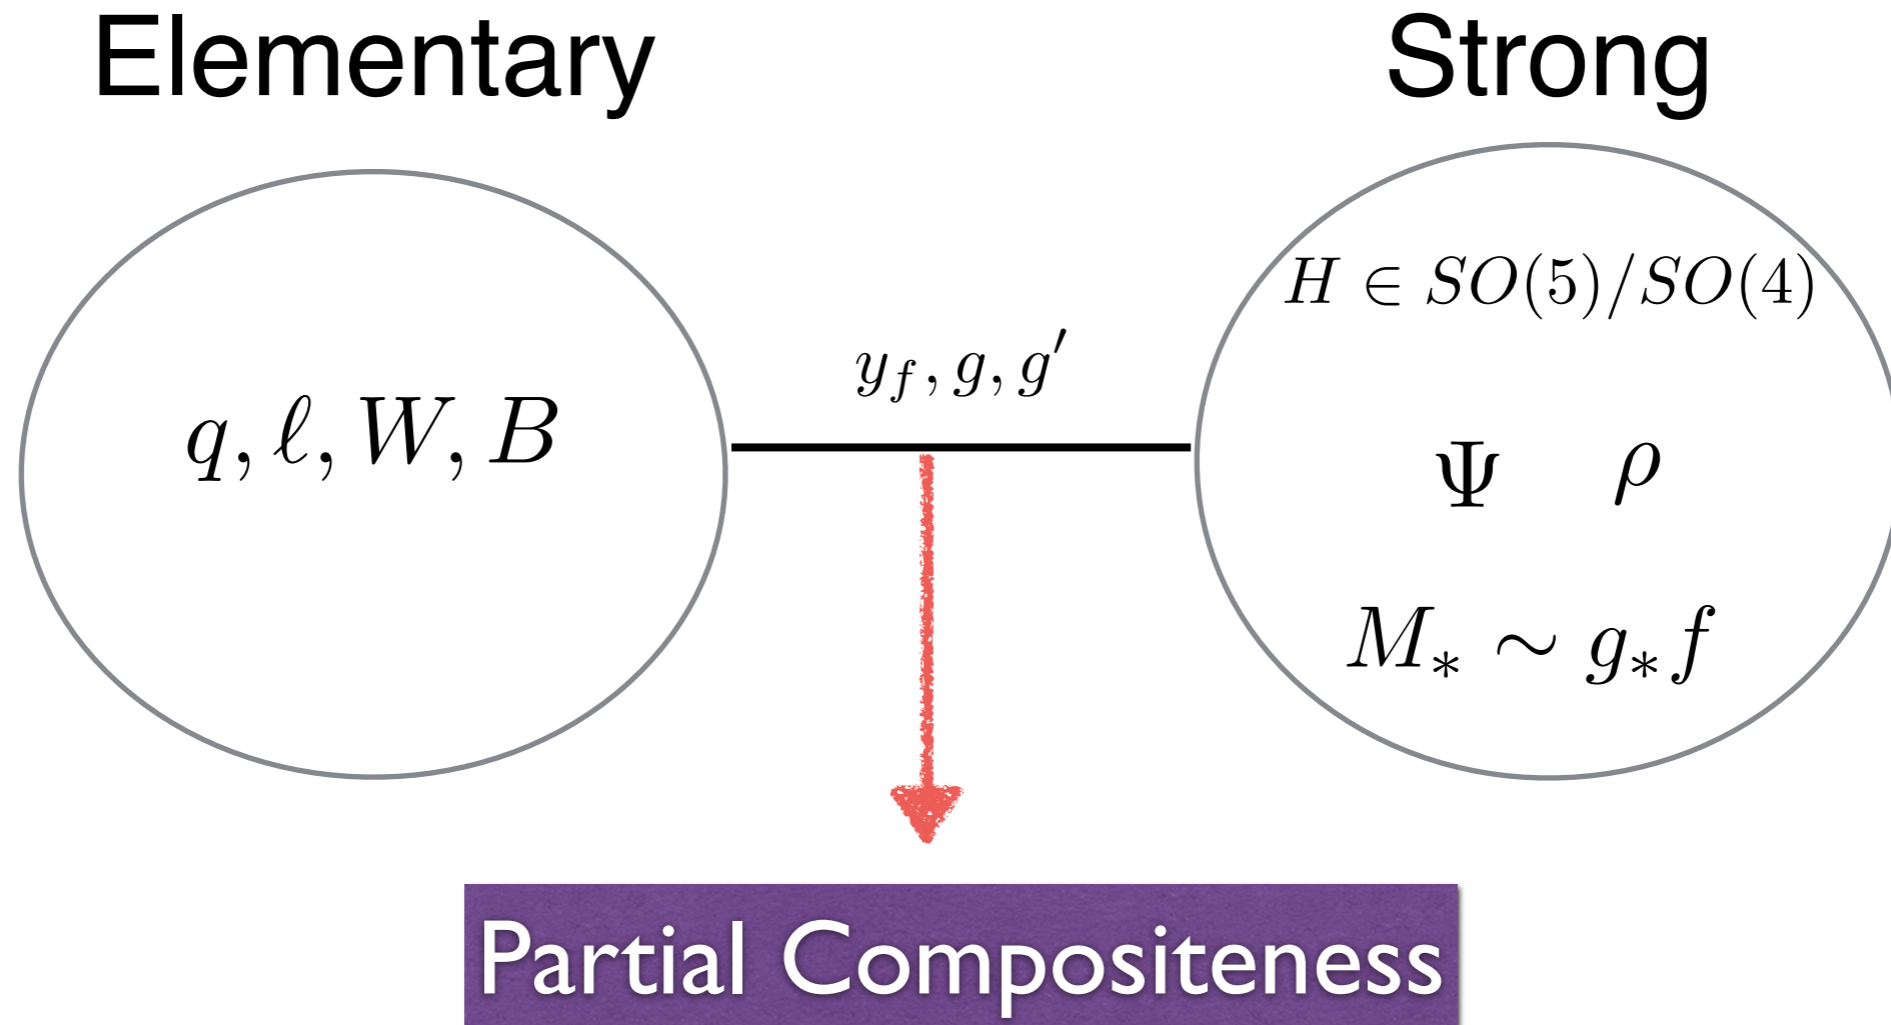 Elementary
Strong
H ∈ SO(5)/SO(4)
y_f, g, g′
q, ℓ, W, B
Ψ ρ
M_* ∼ g_* f
Partial Compositeness